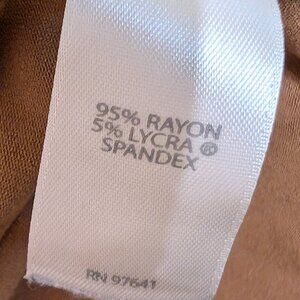 95% RAYON
5% LYCRA ®
SPANDEX
RN 97641